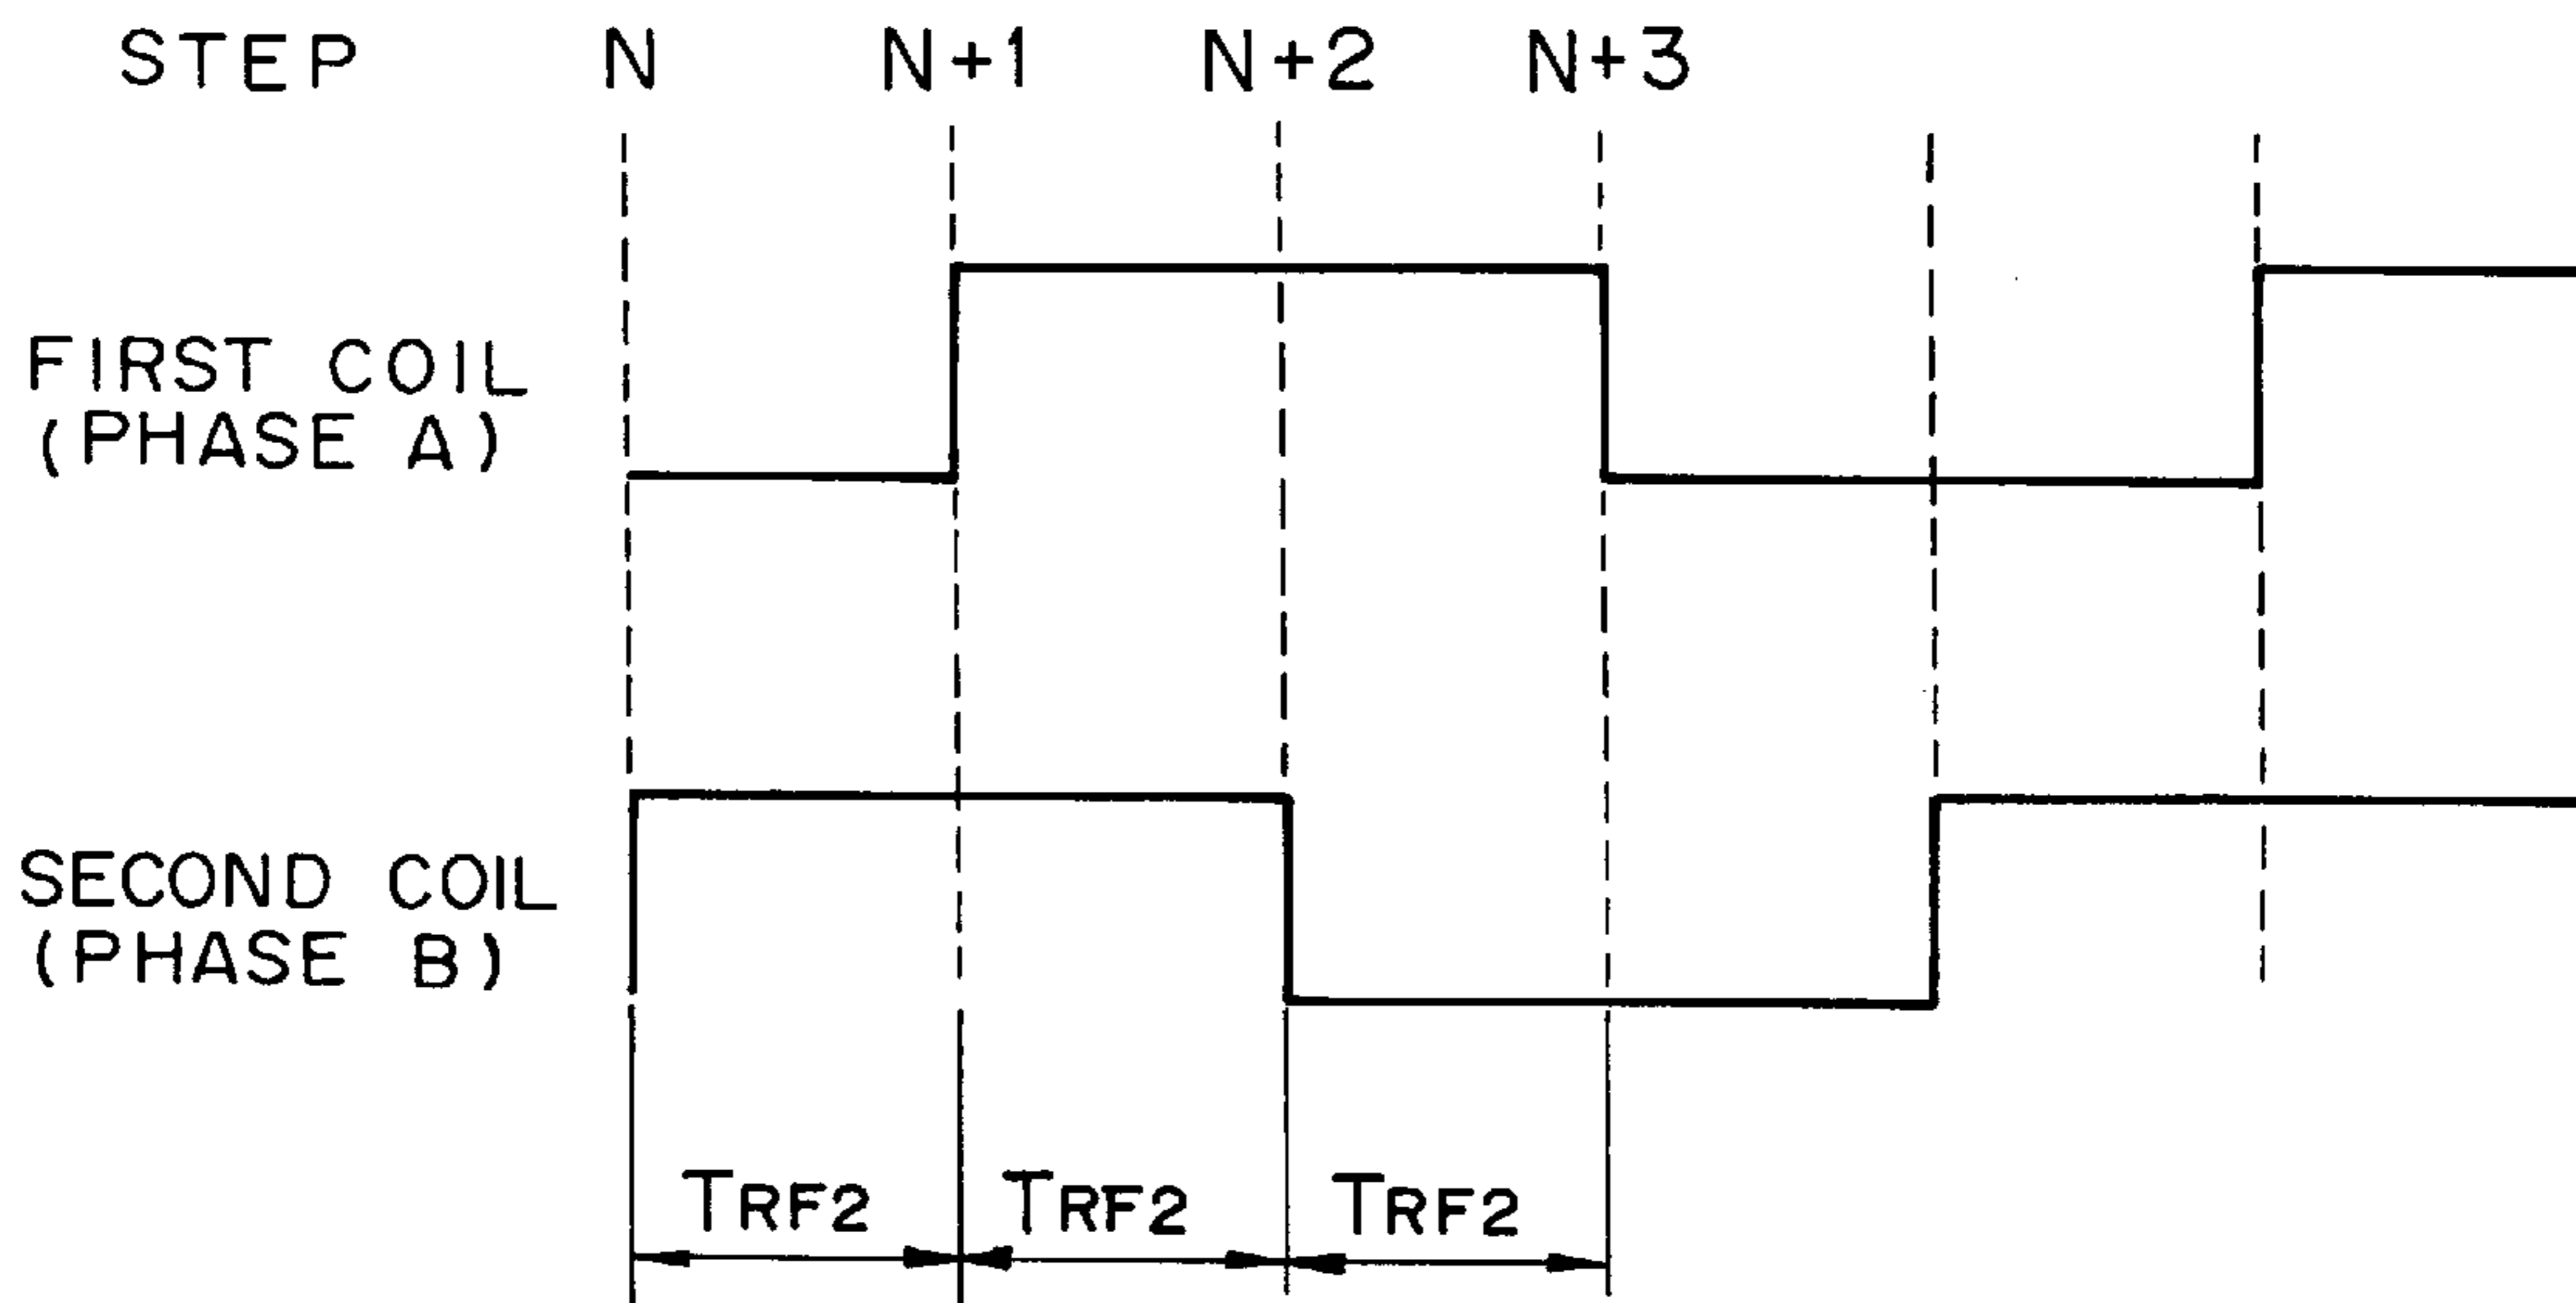 STEP N N+1 N+2 N+3
FIRST COIL
(PHASE A)
SECOND COIL
(PHASE B)
TRF2 TRF2 TRF2